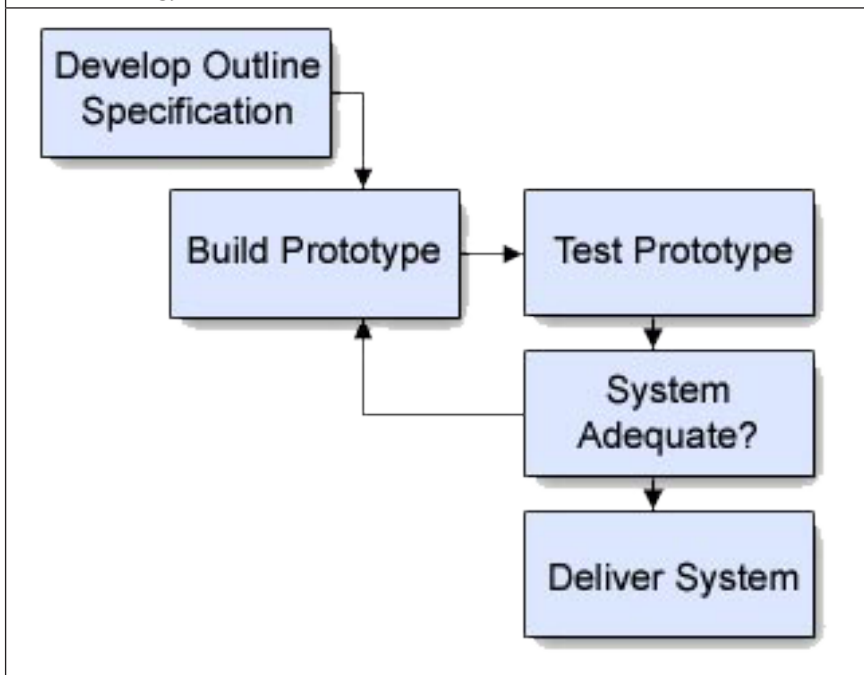 Develop Outline
Specification
Build Prototype
Test Prototype
System
Adequate?
Deliver System